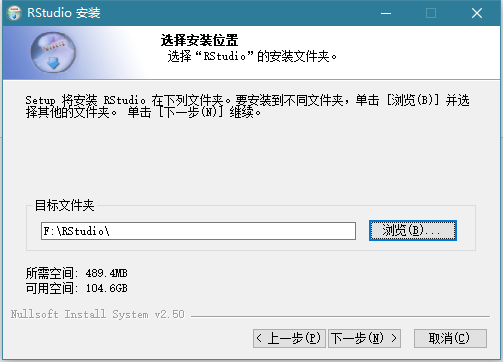 RStudio 安装
选择安装位置
选择“RStudio”的安装文件夹。
Setup 将安装 RStudio 在下列文件夹。要安装到不同文件夹，单击 [浏览(B)] 并选
择其他的文件夹。 单击 [下一步(N)] 继续。
目标文件夹
F:\RStudio\
浏览(B)...
所需空间: 489.4MB
可用空间: 104.6GB
Nullsoft Install System v2.50
< 上一步(P)
下一步(N) >
取消(C)